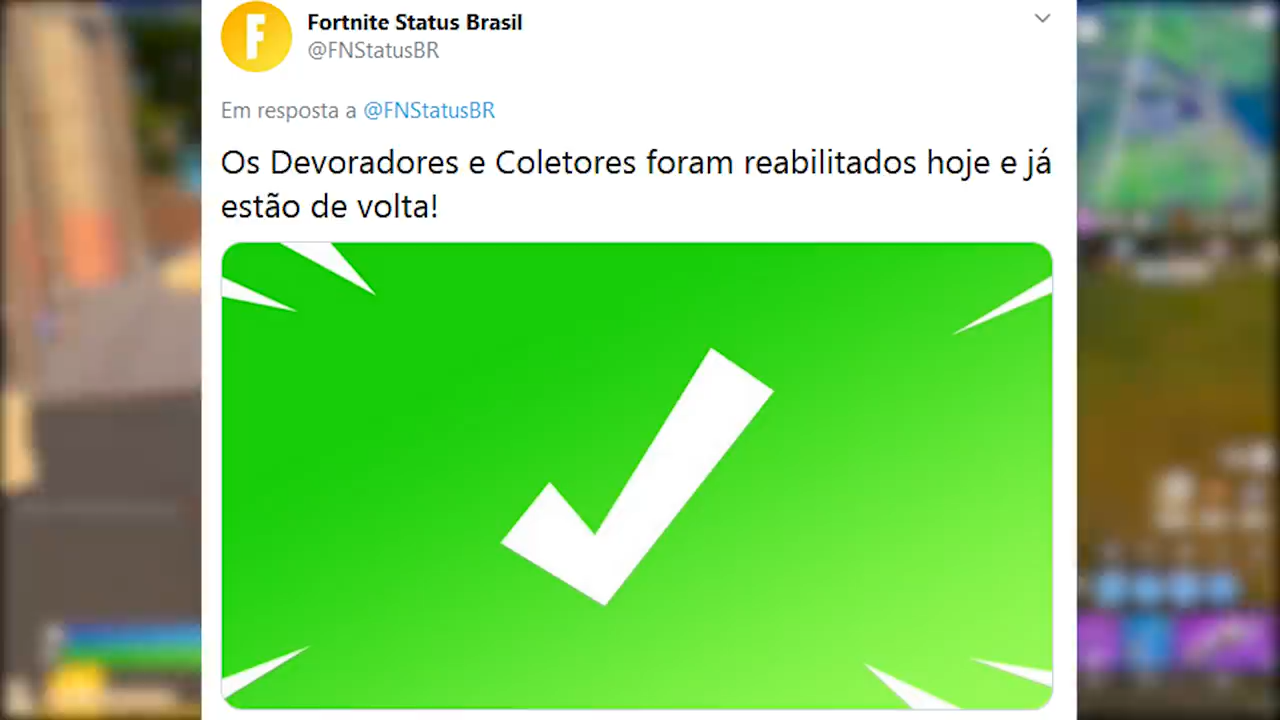 F
Fortnite Status Brasil
@FNStatusBR
Em resposta a @FNStatusBR
Os Devoradores e Coletores foram reabilitados hoje e já
estão de volta!